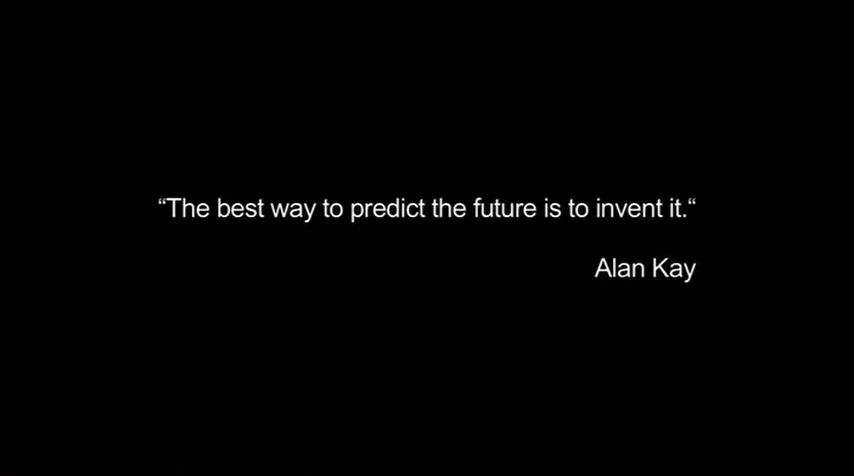 “The best way to predict the future is to invent it.“
Alan Kay